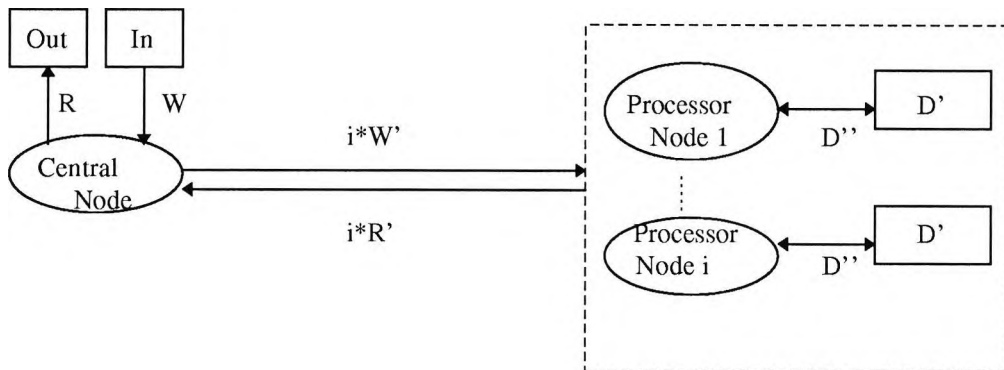 Out
In
R
W
Central
Node
i*W’
i*R’
Processor
Node 1
D’’
D’
Processor
Node i
D’’
D’